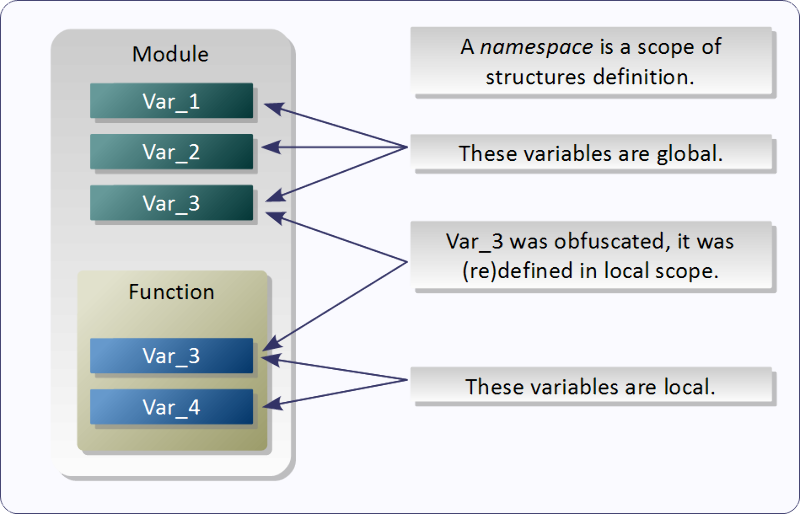 Module
Var_1
Var_2
Var_3
Function
Var_3
Var_4
A namespace is a scope of
structures definition.
These variables are global.
Var_3 was obfuscated, it was
(re)defined in local scope.
These variables are local.